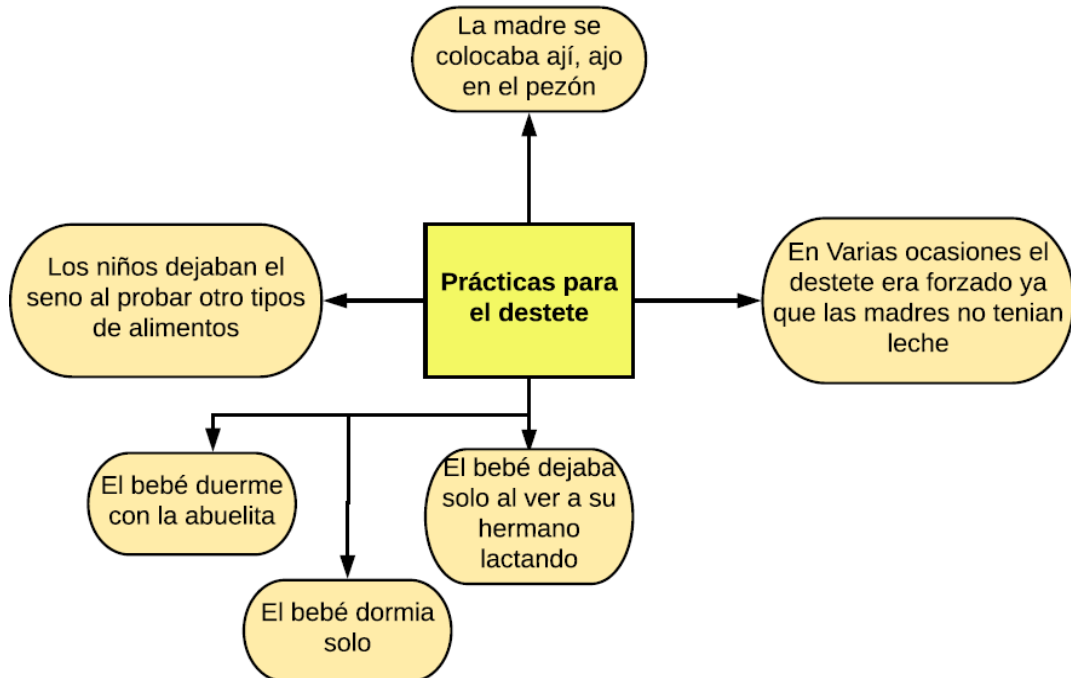 La madre se
colocaba ají, ajo
en el pezón
Los niños dejaban el
seno al probar otro tipos
de alimentos
Prácticas para
el destete
En Varias ocasiones el
destete era forzado ya
que las madres no tenian
leche
El bebé duerme
con la abuelita
El bebé dejaba
solo al ver a su
hermano
lactando
El bebé dormia
solo